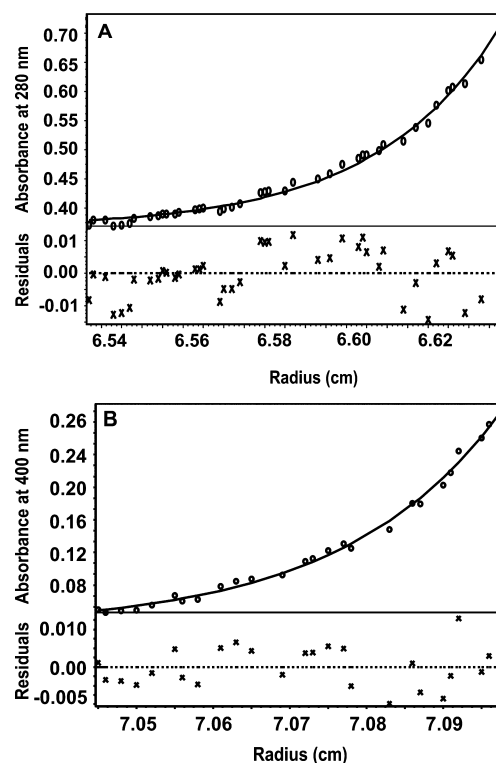 A
0.70
0.65
0.60
0.55
0.50
0.45
0.40
Absorbance at 280 nm
0.01
0.00
-0.01
Residuals
6.54 6.56 6.58 6.60 6.62
Radius (cm)
B
0.26
0.24
0.20
0.16
0.12
0.08
Absorbance at 400 nm
0.010
0.00
-0.005
Residuals
7.05 7.06 7.07 7.08 7.09
Radius (cm)